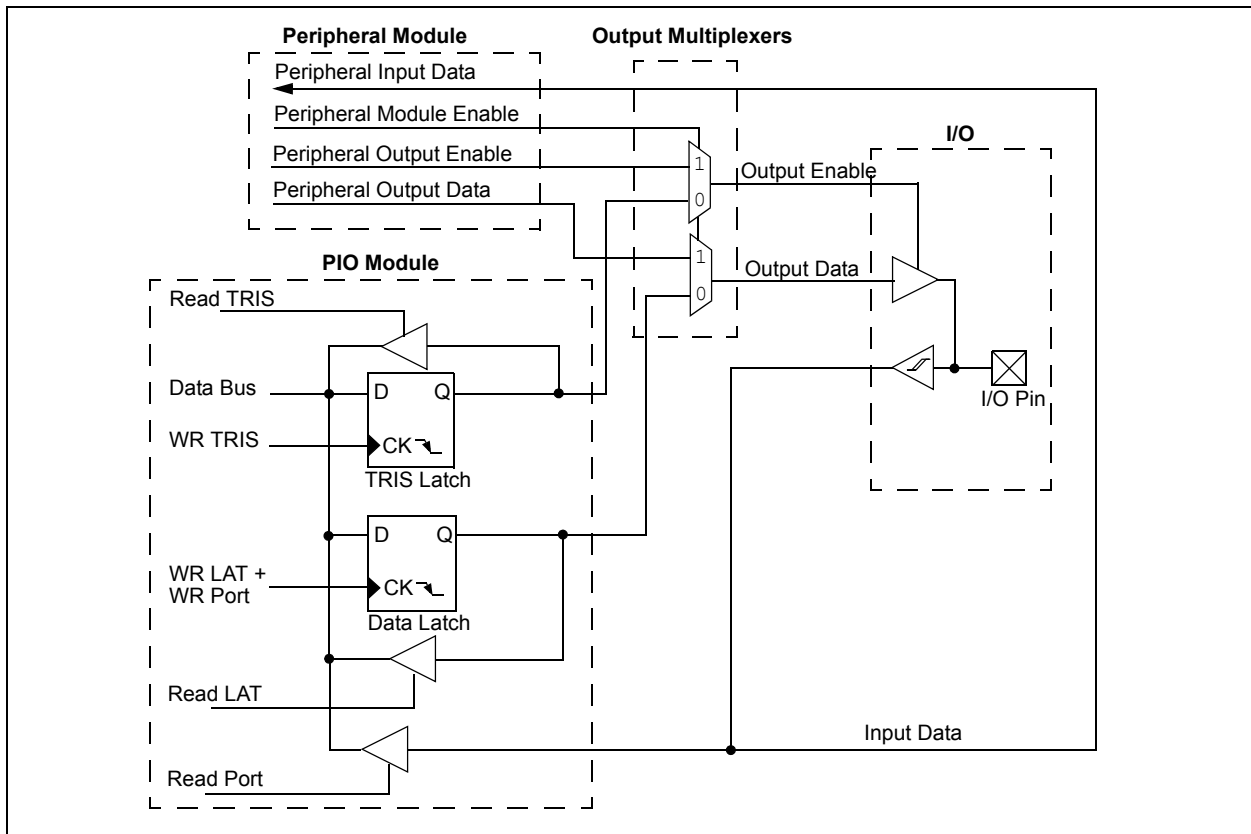 Peripheral Module
Output Multiplexers
Peripheral Input Data
Peripheral Module Enable
Peripheral Output Enable
Peripheral Output Data
1
0
1
0
Output Enable
Output Data
I/O
I/O Pin
PIO Module
Read TRIS
Data Bus
D
Q
WR TRIS
CK
TRIS Latch
D
Q
WR LAT +
WR Port
CK
Data Latch
Read LAT
Input Data
Read Port